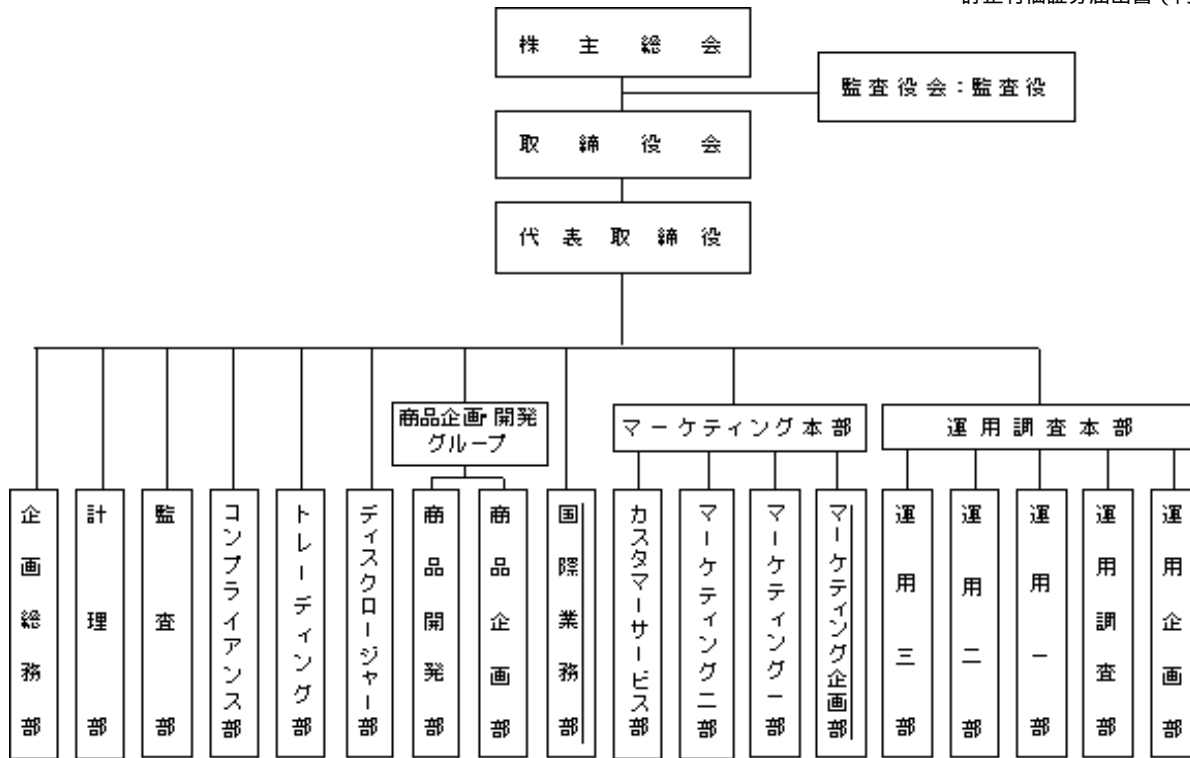 株主総会
監査役会：監査役
取締役会
代表取締役
商品企画・開発
グループ
マーケティング本部
運用調査本部
企画総務部
計理部
監査部
コンプライアンス部
トレーディング部
ディスクロージャー部
商品開発部
商品企画部
国際業務部
カスタマーサービス部
マーケティング二部
マーケティング一部
マーケティング企画部
運用三部
運用二部
運用一部
運用調査部
運用企画部